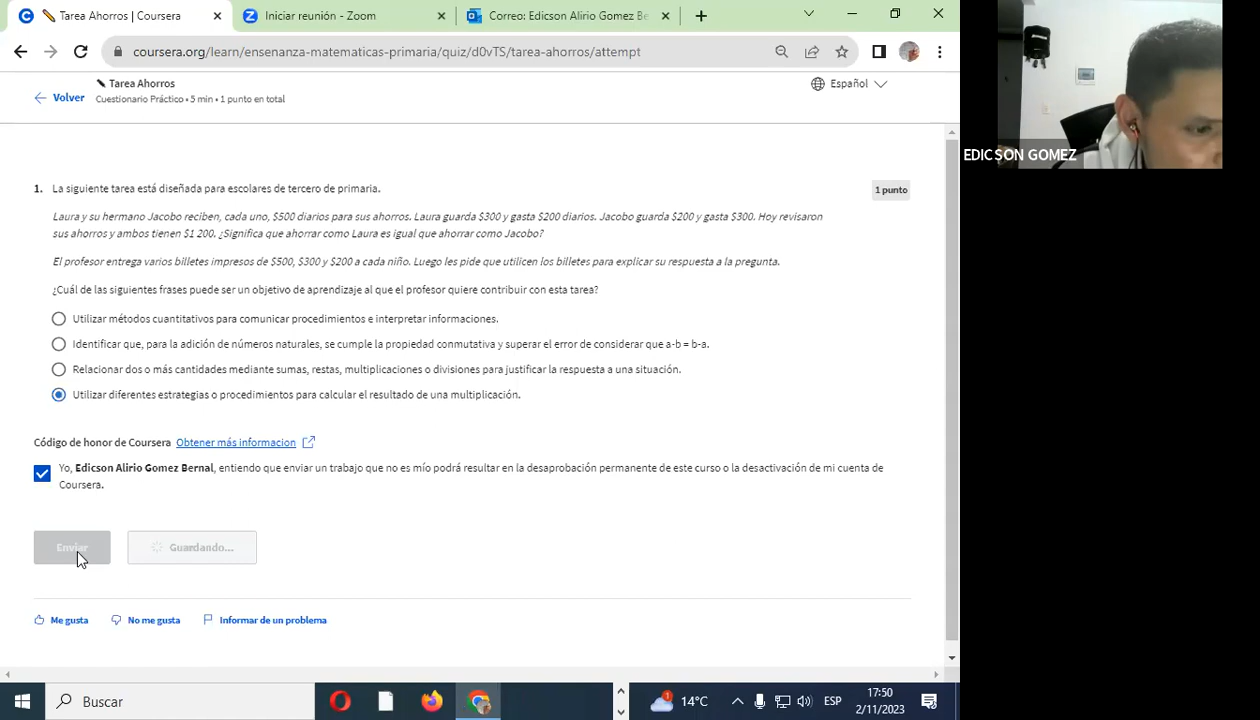 Tarea Ahorros | Coursera
Iniciar reunión - Zoom
Correo: Edicson Alirio Gomez Be
coursera.org/learn/ensenanza-matematicas-primaria/quiz/d0vTS/tarea-ahorros/attempt
Volver
Tarea Ahorros
Cuestionario Práctico • 5 min • 1 punto en total
Español
EDICSON GOMEZ
1. La siguiente tarea está diseñada para escolares de tercero de primaria.
1 punto
Laura y su hermano Jacobo reciben, cada uno, $500 diarios para sus ahorros. Laura guarda $300 y gasta $200 diarios. Jacobo guarda $200 y gasta $300. Hoy revisaron
sus ahorros y ambos tienen $1 200. ¿Significa que ahorrar como Laura es igual que ahorrar como Jacobo?
El profesor entrega varios billetes impresos de $500, $300 y $200 a cada niño. Luego les pide que utilicen los billetes para explicar su respuesta a la pregunta.
¿Cuál de las siguientes frases puede ser un objetivo de aprendizaje al que el profesor quiere contribuir con esta tarea?
Utilizar métodos cuantitativos para comunicar procedimientos e interpretar informaciones.
Identificar que, para la adición de números naturales, se cumple la propiedad conmutativa y superar el error de considerar que a-b = b-a.
Relacionar dos o más cantidades mediante sumas, restas, multiplicaciones o divisiones para justificar la respuesta a una situación.
Utilizar diferentes estrategias o procedimientos para calcular el resultado de una multiplicación.
Código de honor de Coursera Obtener más informacion
Yo, Edicson Alirio Gomez Bernal, entiendo que enviar un trabajo que no es mío podrá resultar en la desaprobación permanente de este curso o la desactivación de mi cuenta de
Coursera.
Enviar
Guardando...
Me gusta
No me gusta
Informar de un problema
Buscar
1
14°C
ESP
17:50
2/11/2023